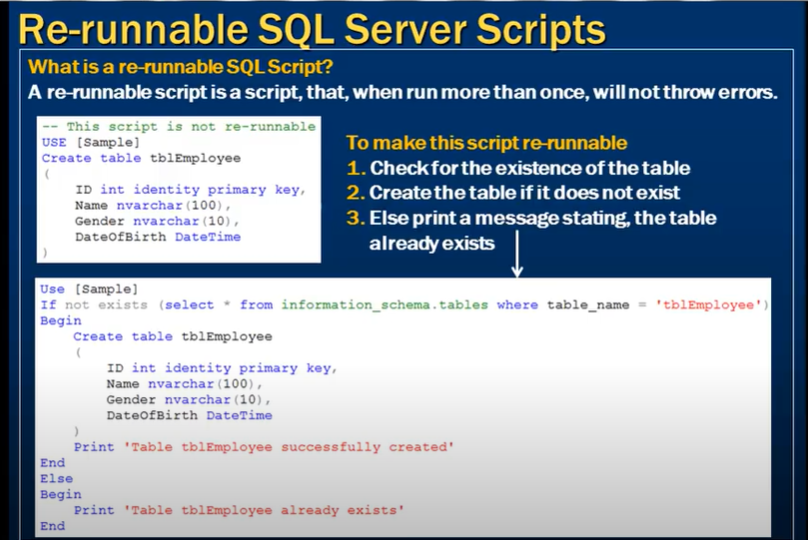 Re-runnable SQL Server Scripts
What is a re-runnable SQL Script?
A re-runnable script is a script, that, when run more than once, will not throw errors.
-- This script is not re-runnable
USE [Sample]
Create table tblEmployee
(
ID int identity primary key,
Name nvarchar(100),
Gender nvarchar(10),
DateOfBirth DateTime
)
To make this script re-runnable
1. Check for the existence of the table
2. Create the table if it does not exist
3. Else print a message stating, the table
already exists
Use [Sample]
If not exists (select * from information_schema.tables where table_name = 'tblEmployee')
Begin
Create table tblEmployee
(
ID int identity primary key,
Name nvarchar(100),
Gender nvarchar(10),
DateOfBirth DateTime
)
Print 'Table tblEmployee successfully created'
End
Else
Begin
Print 'Table tblEmployee already exists'
End